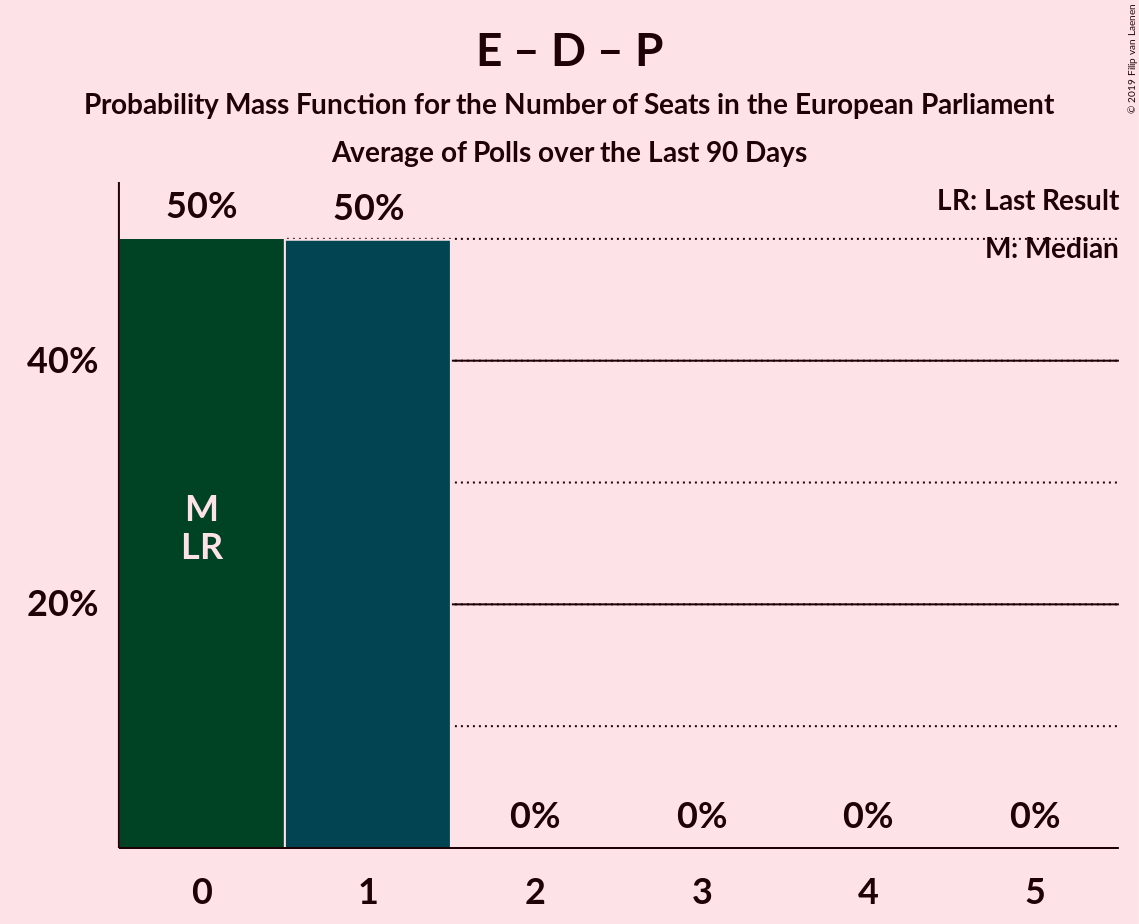 E – D – P
Probability Mass Function for the Number of Seats in the European Parliament
Average of Polls over the Last 90 Days
© 2019 Filip van Laenen
LR: Last Result
M: Median
50%
50%
40%
M
LR
20%
0%
0%
0%
0%
0
1
2
3
4
5